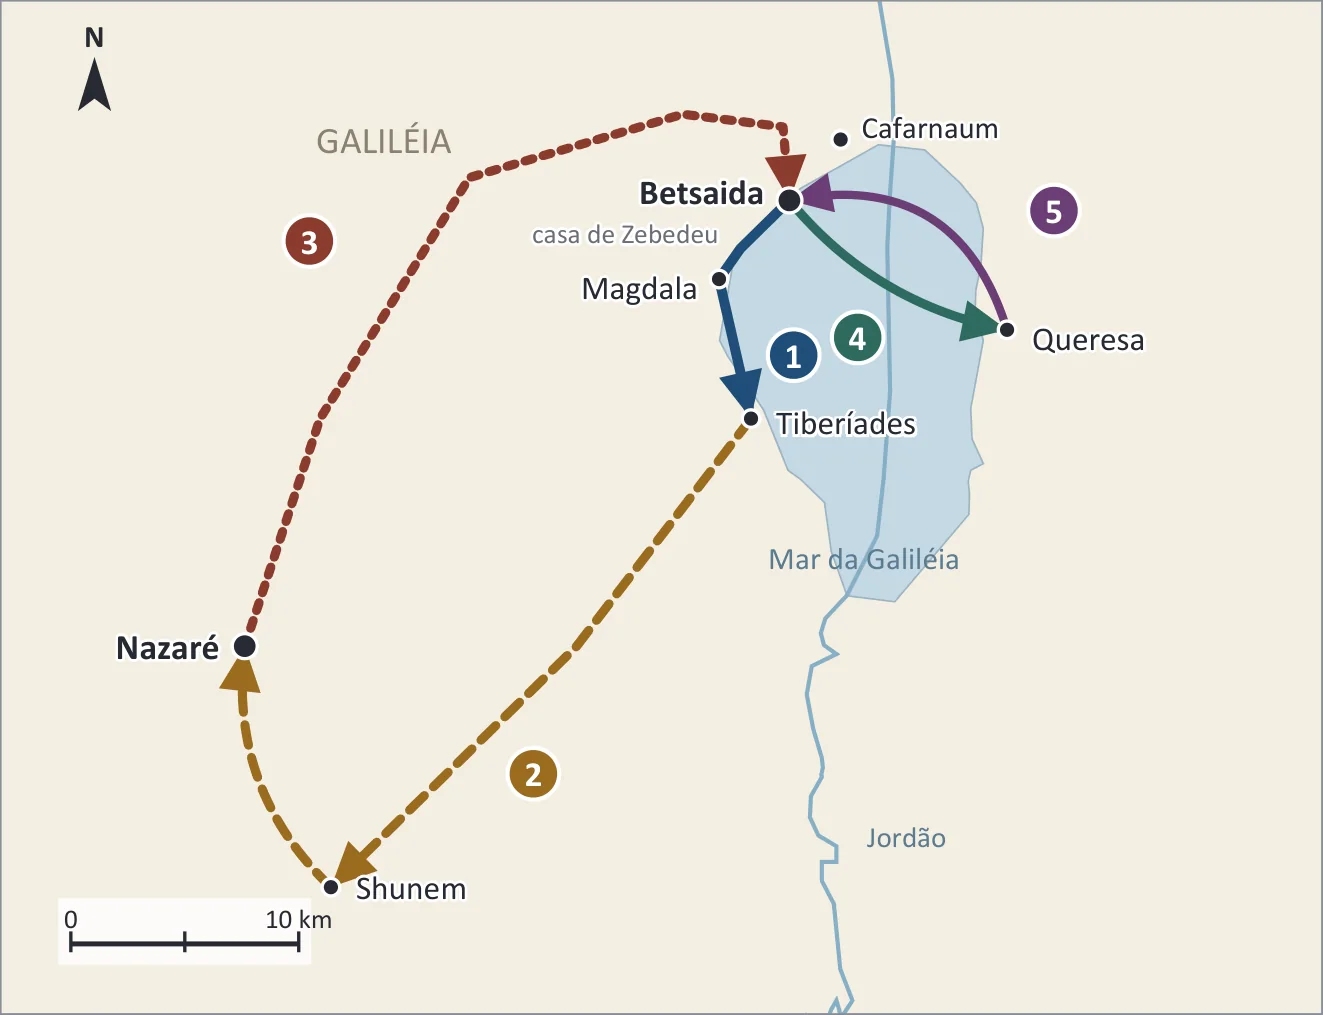 N
GALILÉIA
Cafarnaum
Betsaida
5
casa de Zebedeu
3
Magdala
4
Queresa
1
Tiberíades
Mar da Galiléia
Nazaré
2
Jordão
Shunem
0 10 km